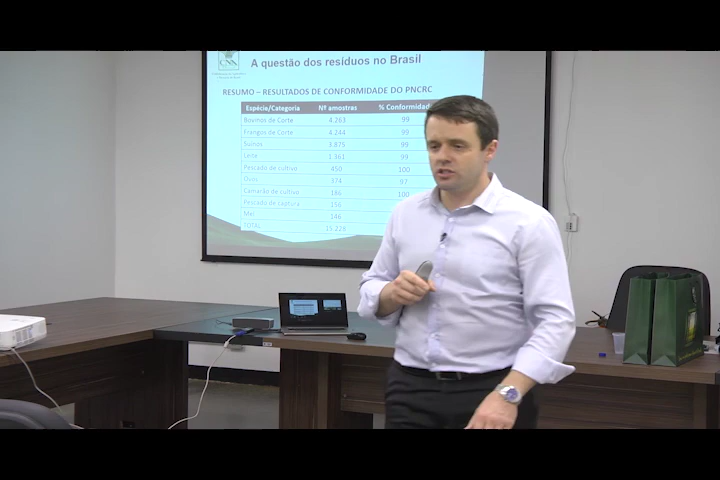 CNA
A questão dos resíduos no Brasil
RESUMO – RESULTADOS DE CONFORMIDADE DO PNCRC
Espécie/Categoria Nº amostras % Conformidade
Bovinos de Corte 4.263 99
Frangos de Corte 4.244 99
Suínos 3.875 99
Leite 1.361 99
Pescado de cultivo 450 100
Ovos 374 97
Camarão de cultivo 186 100
Pescado de captura 150
Mel 146
TOTAL 15.229